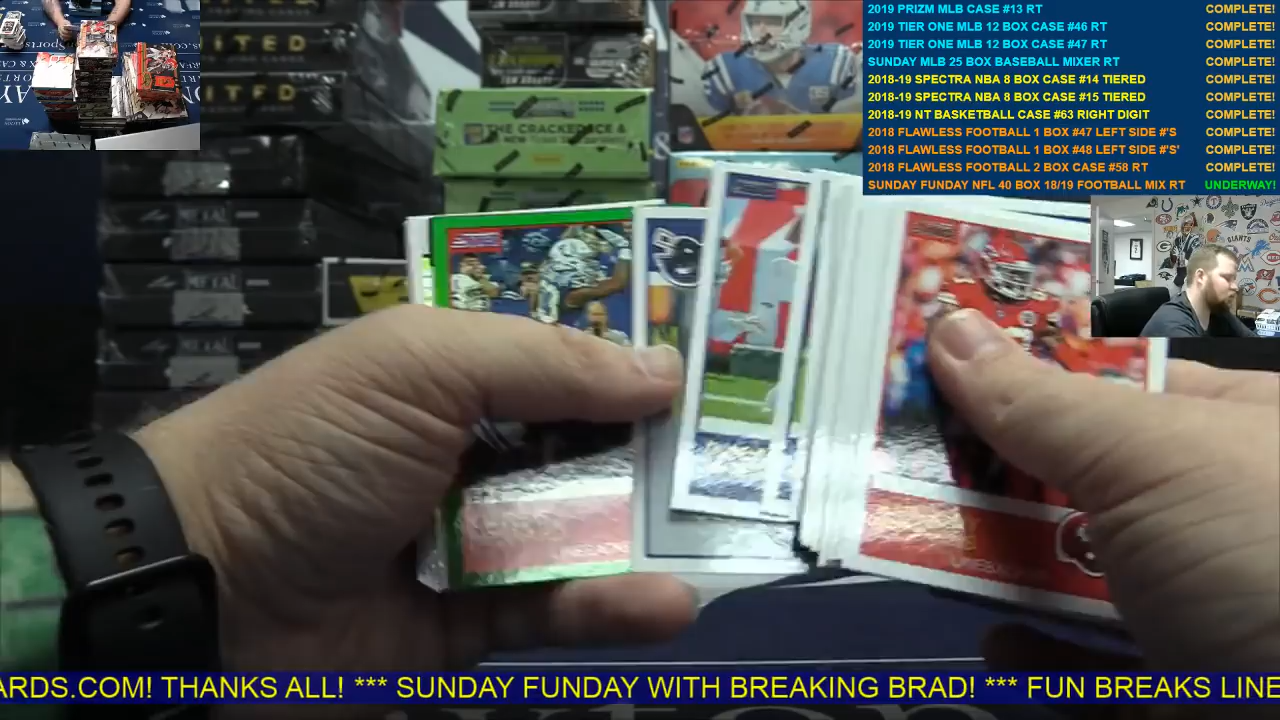 2019 PRIZM MLB CASE #13 RT COMPLETE!
2019 TIER ONE MLB 12 BOX CASE #46 RT COMPLETE!
2019 TIER ONE MLB 12 BOX CASE #47 RT COMPLETE!
SUNDAY MLB 25 BOX BASEBALL MIXER RT COMPLETE!
2018-19 SPECTRA NBA 8 BOX CASE #14 TIERED COMPLETE!
2018-19 SPECTRA NBA 8 BOX CASE #15 TIERED COMPLETE!
2018-19 NT BASKETBALL CASE #63 RIGHT DIGIT COMPLETE!
2018 FLAWLESS FOOTBALL 1 BOX #47 LEFT SIDE #'S COMPLETE!
2018 FLAWLESS FOOTBALL 1 BOX #48 LEFT SIDE #'S' COMPLETE!
2018 FLAWLESS FOOTBALL 2 BOX CASE #58 RT COMPLETE!
SUNDAY FUNDAY NFL 40 BOX 18/19 FOOTBALL MIX RT UNDERWAY!
THE CRACKED ICE &
ARDS.COM! THANKS ALL! *** SUNDAY FUNDAY WITH BREAKING BRAD! *** FUN BREAKS LINE